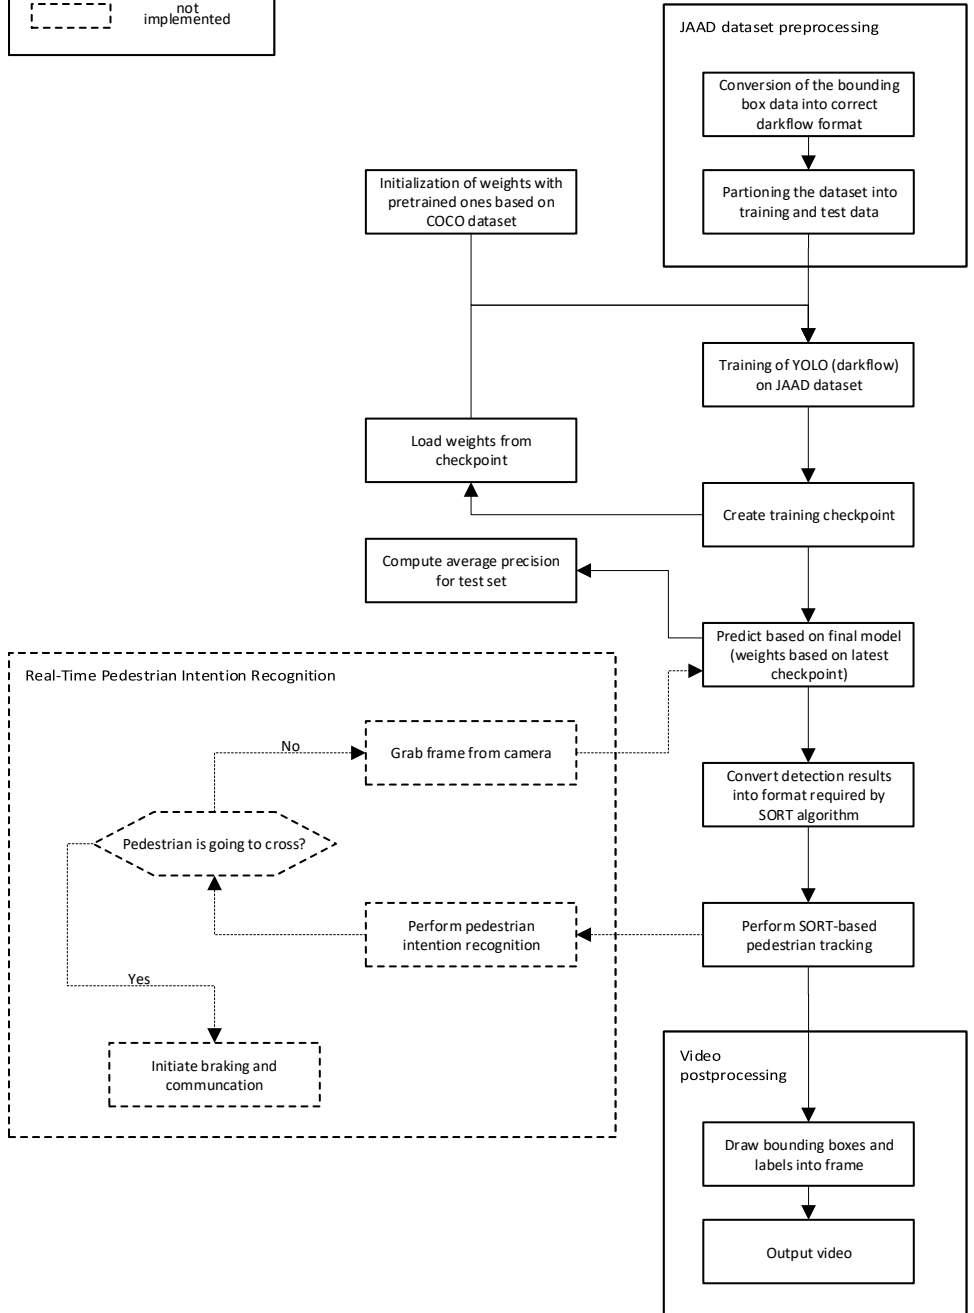 not
implemented
JAAD dataset preprocessing
Conversion of the bounding
box data into correct
darkflow format
Partioning the dataset into
training and test data
Initialization of weights with
pretrained ones based on
COCO dataset
Training of YOLO (darkflow)
on JAAD dataset
Load weights from
checkpoint
Create training checkpoint
Compute average precision
for test set
Predict based on final model
(weights based on latest
checkpoint)
Real-Time Pedestrian Intention Recognition
No
Grab frame from camera
Convert detection results
into format required by
SORT algorithm
Pedestrian is going to cross?
Perform pedestrian
intention recognition
Perform SORT-based
pedestrian tracking
Yes
Initiate braking and
communcation
Video
postprocessing
Draw bounding boxes and
labels into frame
Output video